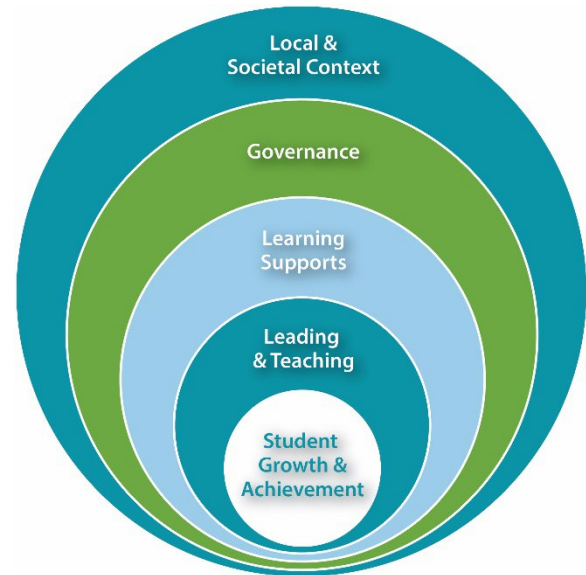 Local &
Societal Context
Governance
Learning
Supports
Leading
& Teaching
Student
Growth &
Achievement